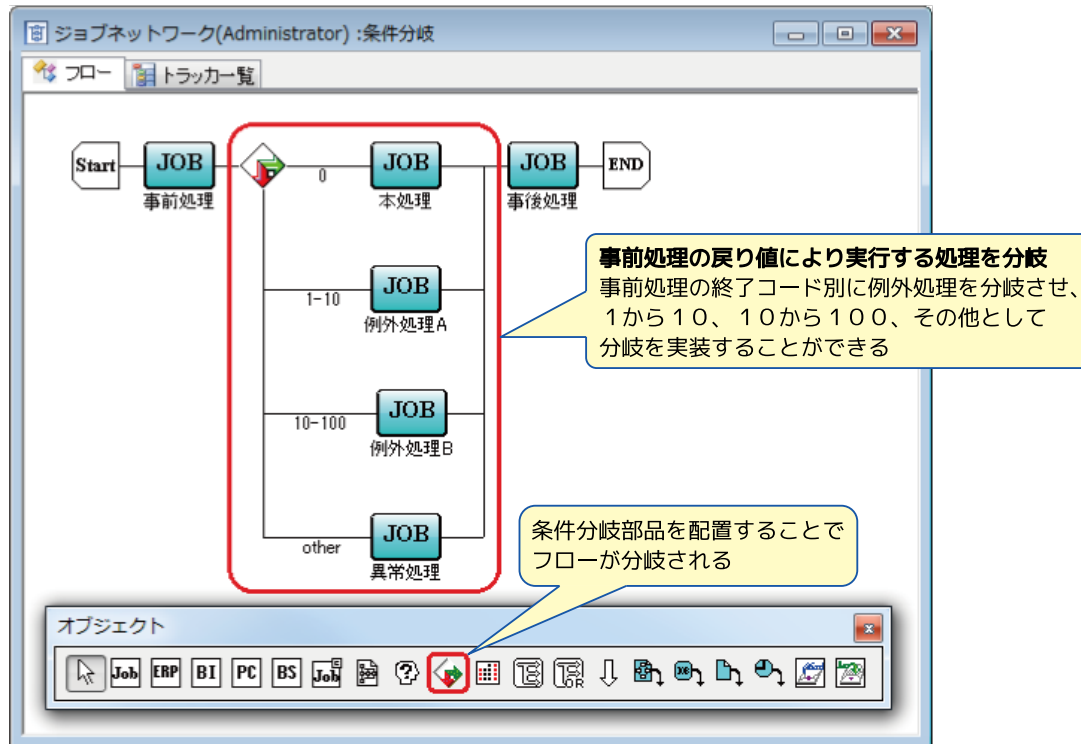 ジョブネットワーク(Administrator) :条件分岐
フロー トラッカ一覧
Start JOB 0 JOB JOB END
事前処理 本処理 事後処理
事前処理の戻り値により実行する処理を分岐
事前処理の終了コード別に例外処理を分岐させ、
1から10、10から100、その他として
分岐を実装することができる
1-10 JOB
例外処理A
10-100 JOB
例外処理B
other JOB
異常処理
条件分岐部品を配置することで
フローが分岐される
オブジェクト
Job ERP BI PC BS Job OR